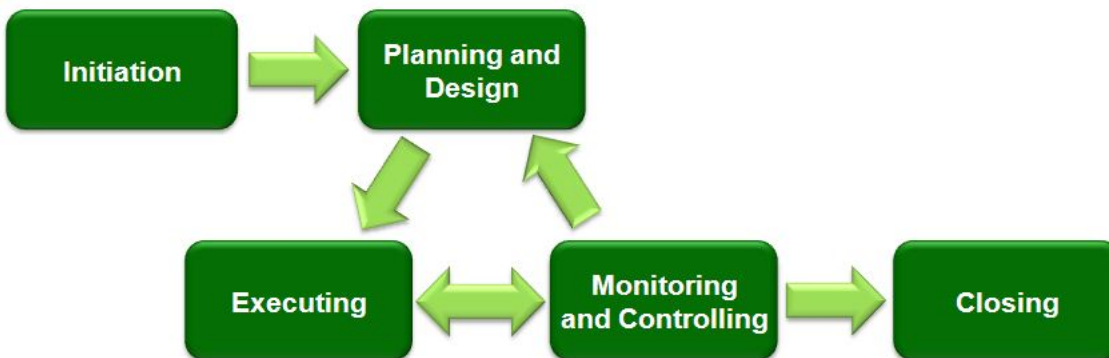 Initiation
Planning and
Design
Executing
Monitoring
and Controlling
Closing